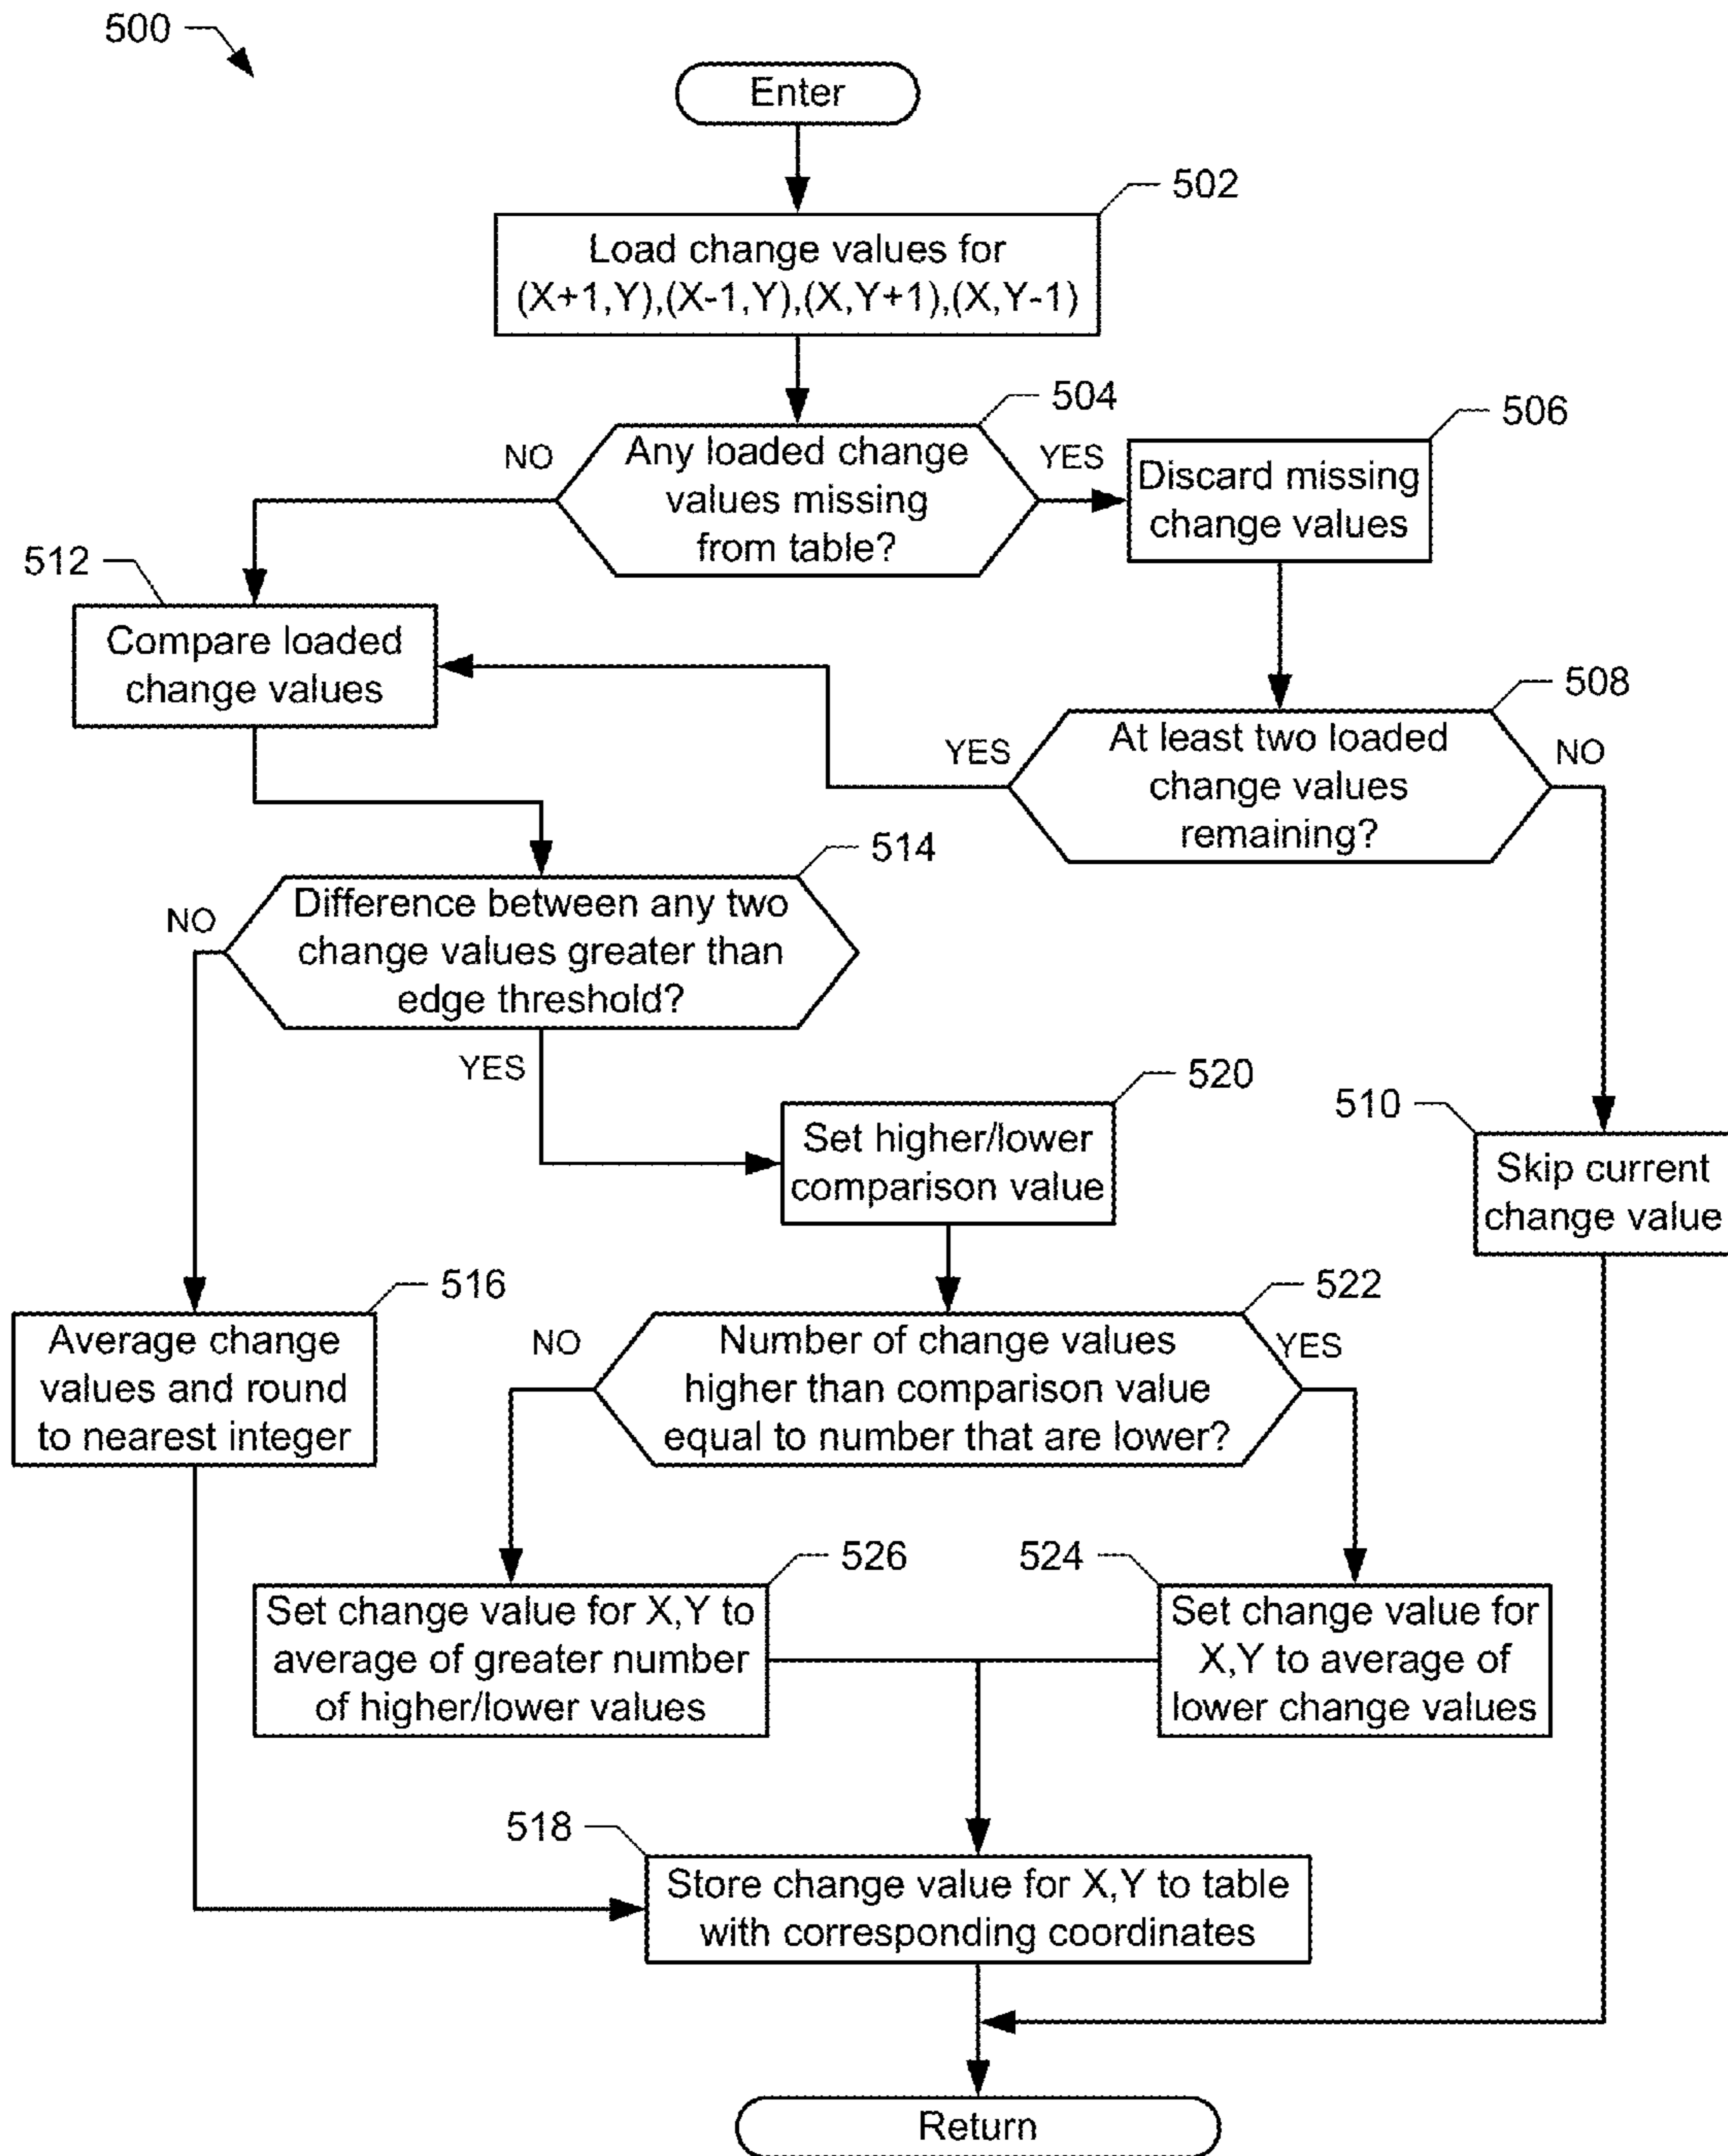 500
Enter
502
Load change values for
(X+1,Y),(X-1,Y),(X,Y+1),(X,Y-1)
504
Any loaded change
values missing
from table?
NO
YES
506
Discard missing
change values
512
Compare loaded
change values
508
At least two loaded
change values
remaining?
YES
NO
514
Difference between any two
change values greater than
edge threshold?
NO
YES
520
Set higher/lower
comparison value
510
Skip current
change value
516
Average change
values and round
to nearest integer
522
Number of change values
higher than comparison value
equal to number that are lower?
NO
YES
526
Set change value for X,Y to
average of greater number
of higher/lower values
524
Set change value for
X,Y to average of
lower change values
518
Store change value for X,Y to table
with corresponding coordinates
Return